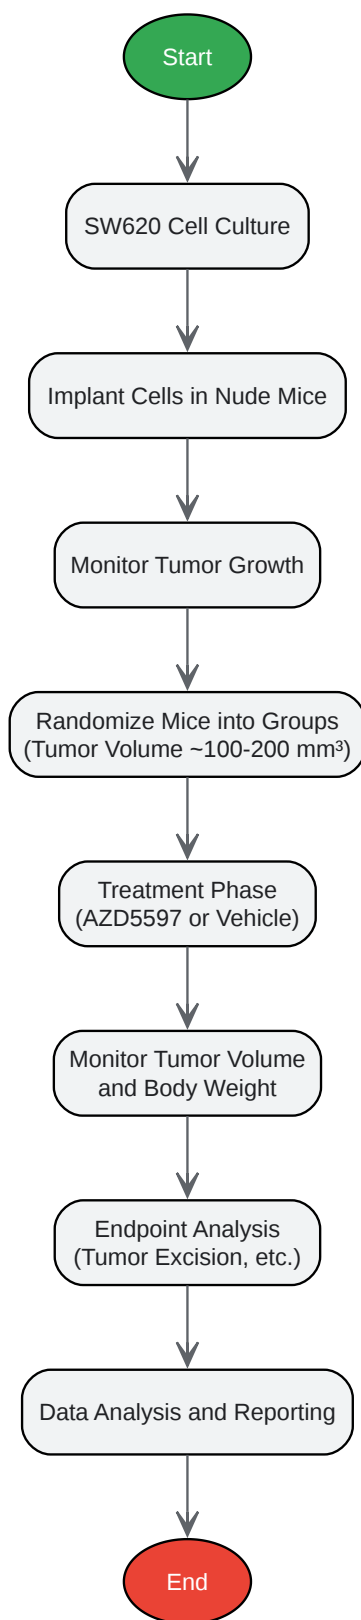 Start
SW620 Cell Culture
Implant Cells in Nude Mice
Monitor Tumor Growth
Randomize Mice into Groups
(Tumor Volume ~100-200 mm³)
Treatment Phase
(AZD5597 or Vehicle)
Monitor Tumor Volume
and Body Weight
Endpoint Analysis
(Tumor Excision, etc.)
Data Analysis and Reporting
End